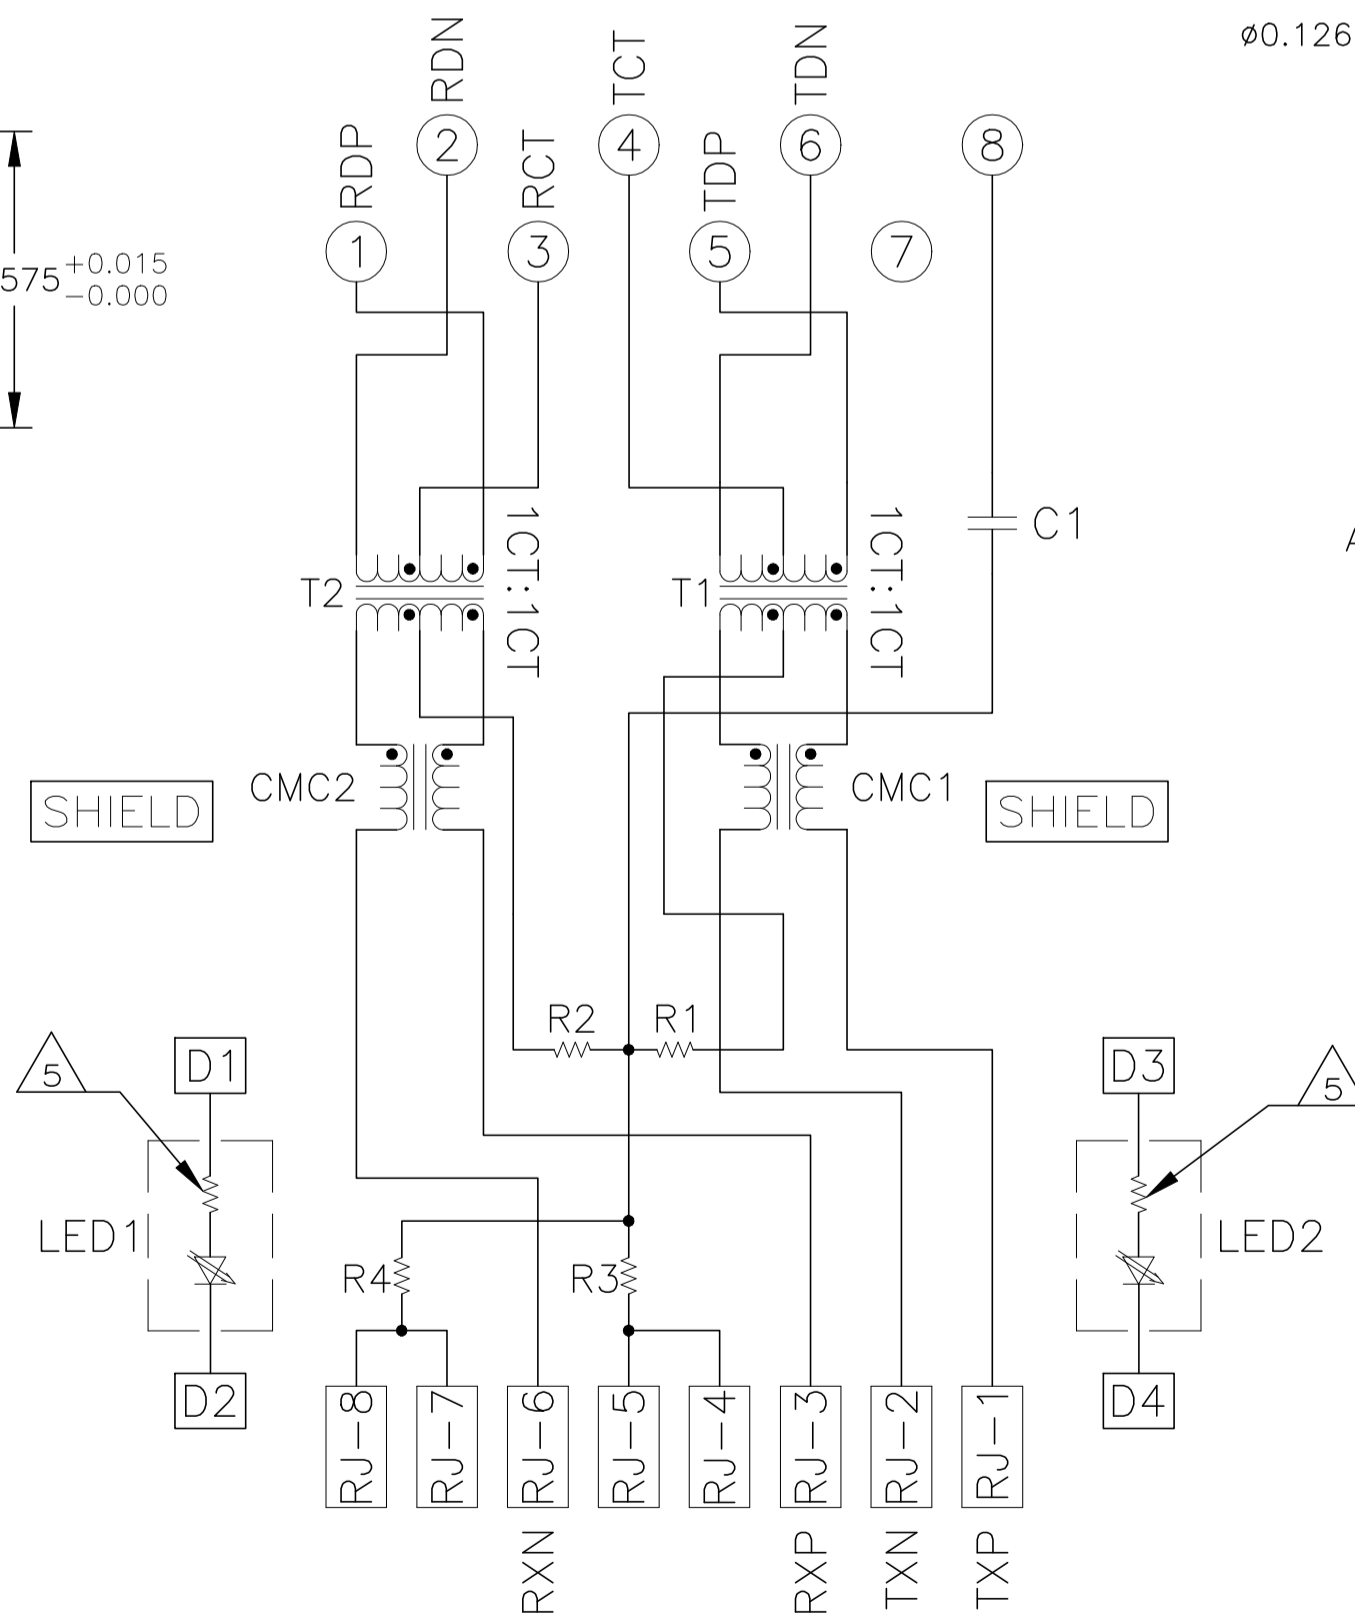 RDN
TCT
TDN
ø0.126
RDP
2
RCT
4
TDP
6
8
1
3
5
7
575 +0.015
−0.000
1CT:1CT
1CT:1CT
C1
T2
T1
SHIELD
CMC2
CMC1
SHIELD
R2
R1
5
D1
D3
5
LED1
LED2
R4
R3
D2
D4
RJ-8
RJ-7
RJ-6
RJ-5
RJ-4
RJ-3
RJ-2
RJ-1
RXN
RXP
TXN
TXP